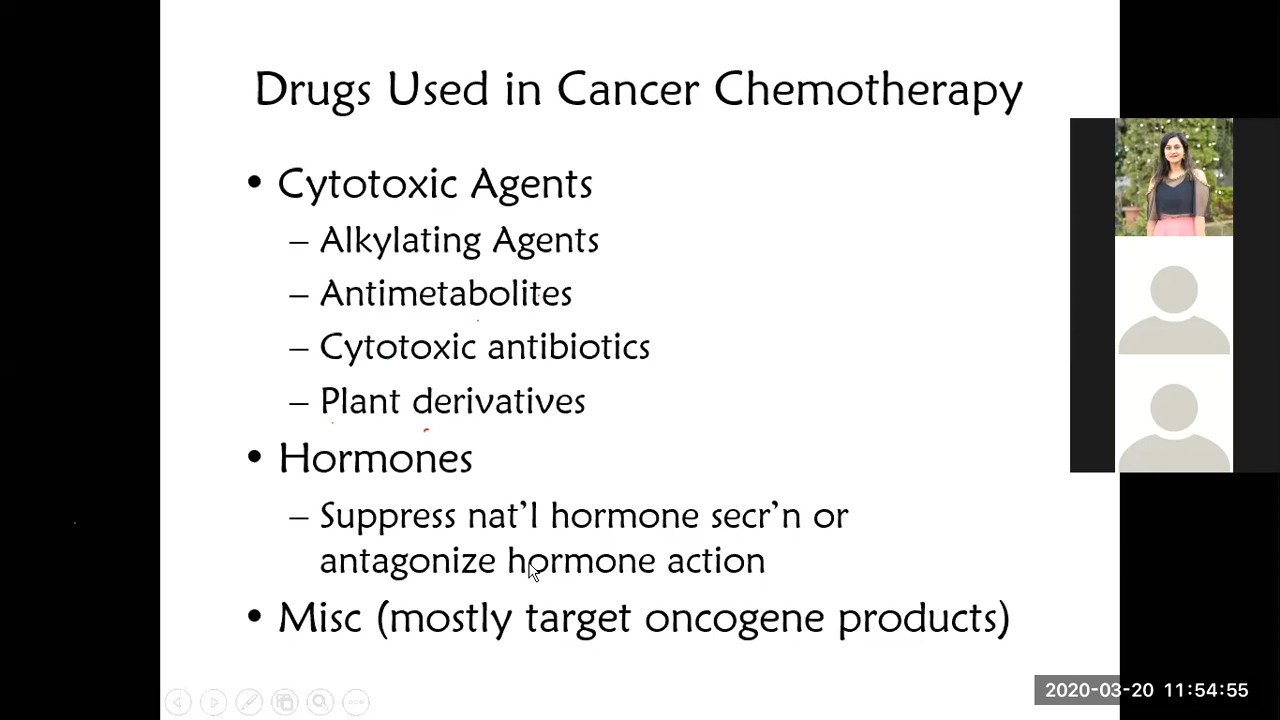 Drugs Used in Cancer Chemotherapy
• Cytotoxic Agents
– Alkylating Agents
– Antimetabolites
– Cytotoxic antibiotics
– Plant derivatives
• Hormones
– Suppress nat’l hormone secr’n or
antagonize hormone action
• Misc (mostly target oncogene products)
2020-03-20 11:54:55